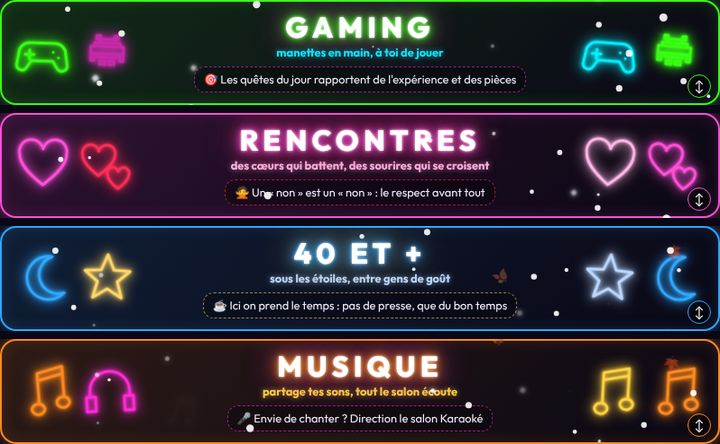 GAMING
manettes en main, à toi de jouer
🎯 Les quêtes du jour rapportent de l'expérience et des pièces
RENCONTRES
des cœurs qui battent, des sourires qui se croisent
🙅 Un « non » est un « non » : le respect avant tout
40 ET +
sous les étoiles, entre gens de goût
☕ Ici on prend le temps : pas de presse, que du bon temps
MUSIQUE
partage tes sons, tout le salon écoute
🎤 Envie de chanter ? Direction le salon Karaoké